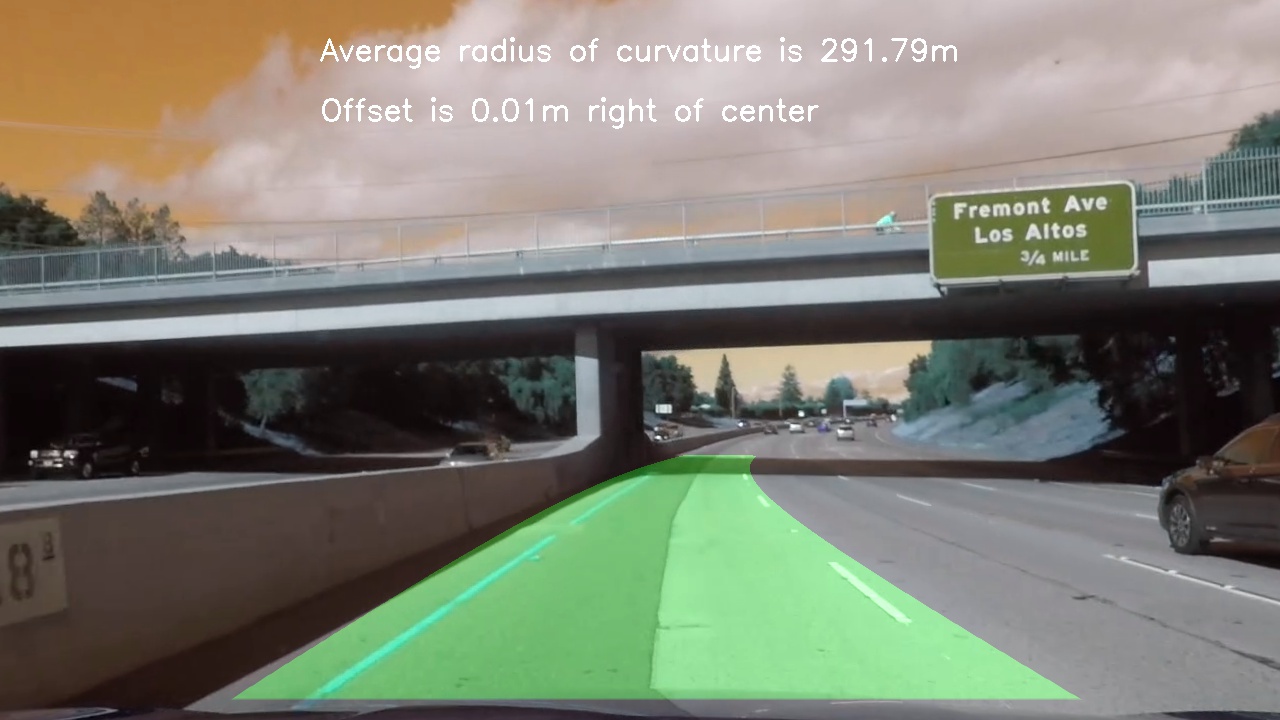 Average radius of curvature is 291.79m
Offset is 0.01m right of center
Fremont Ave
Los Altos
3/4 MILE
8